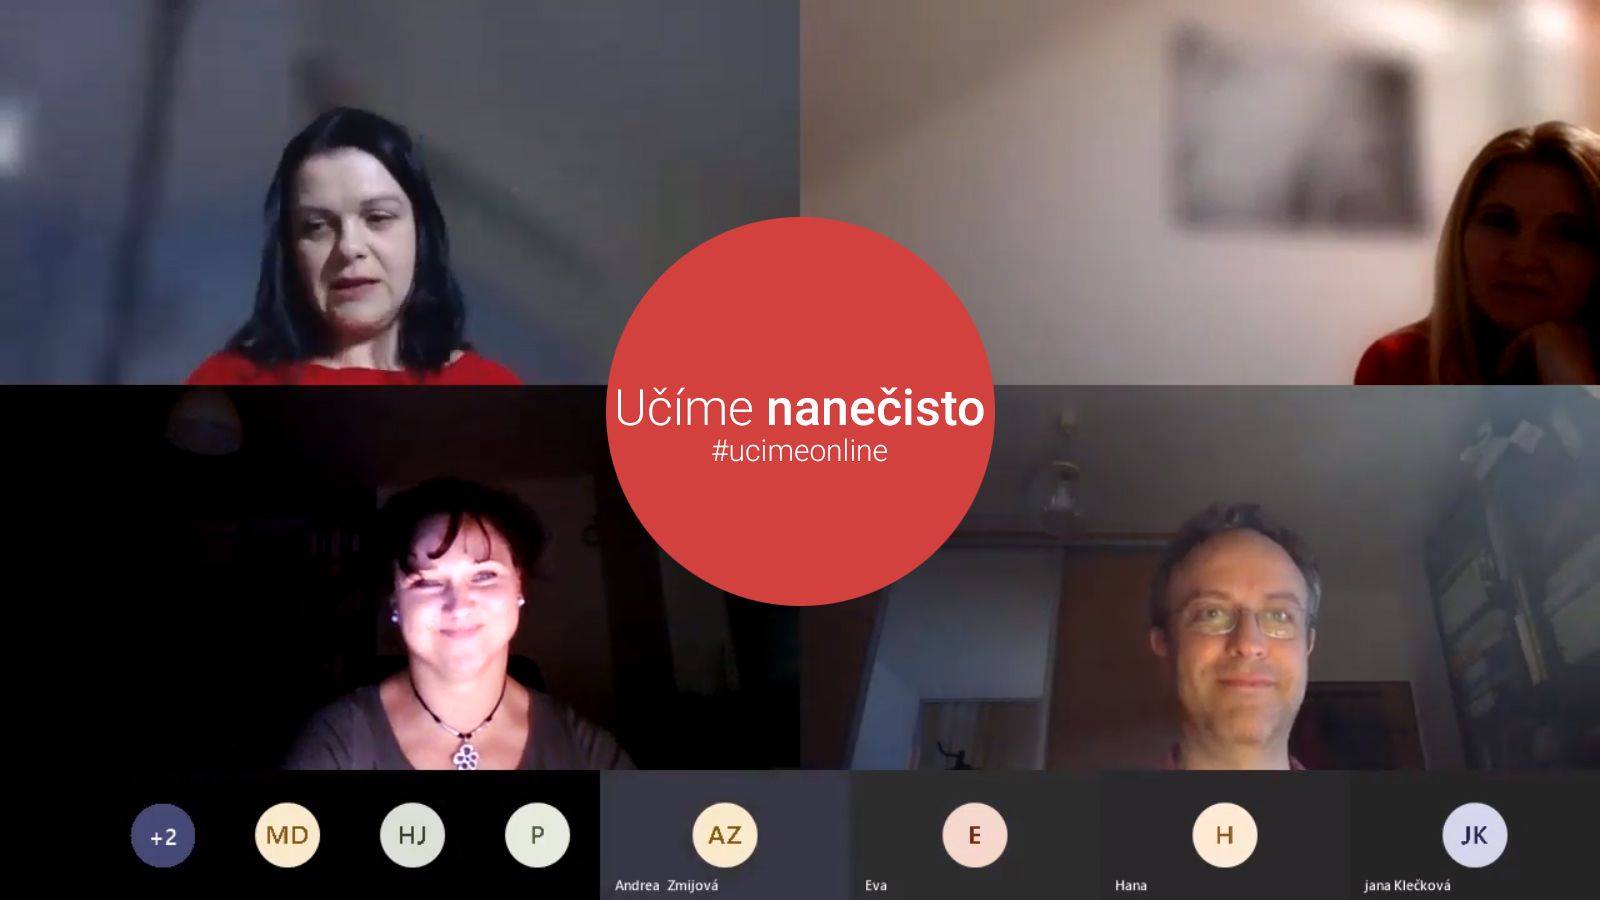 Učíme nanečisto
#ucimeonline
+2
MD
HJ
P
AZ
E
H
JK
Andrea Zmijová
Eva
Hana
jana Klečková